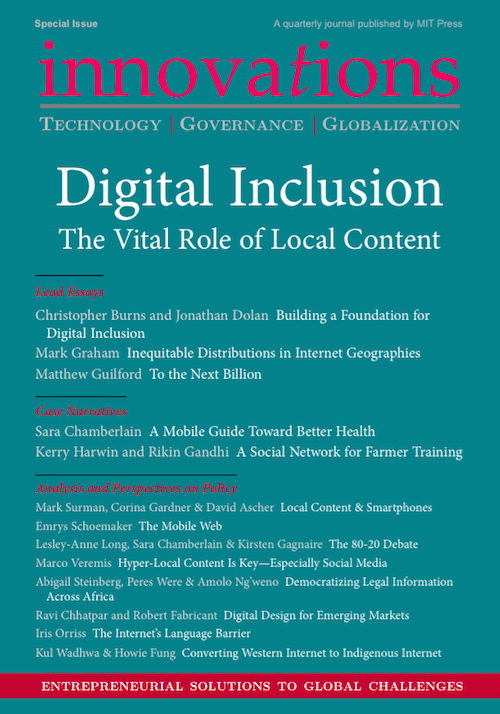 Special Issue
A quarterly journal published by MIT Press
innovations
TECHNOLOGY | GOVERNANCE | GLOBALIZATION
Digital Inclusion
The Vital Role of Local Content
Lead Essays
Christopher Burns and Jonathan Dolan Building a Foundation for
Digital Inclusion
Mark Graham Inequitable Distributions in Internet Geographies
Matthew Guilford To the Next Billion
Case Narratives
Sara Chamberlain A Mobile Guide Toward Better Health
Kerry Harwin and Rikin Gandhi A Social Network for Farmer Training
Analysis and Perspectives on Policy
Mark Surman, Corina Gardner & David Ascher Local Content & Smartphones
Emrys Schoemaker The Mobile Web
Lesley-Anne Long, Sara Chamberlain & Kirsten Gagnaire The 80-20 Debate
Marco Veremis Hyper-Local Content Is Key—Especially Social Media
Abigail Steinberg, Peres Were & Amolo Ng'weno Democratizing Legal Information
Across Africa
Ravi Chhatpar and Robert Fabricant Digital Design for Emerging Markets
Iris Orriss The Internet's Language Barrier
Kul Wadhwa & Howie Fung Converting Western Internet to Indigenous Internet
ENTREPRENEURIAL SOLUTIONS TO GLOBAL CHALLENGES